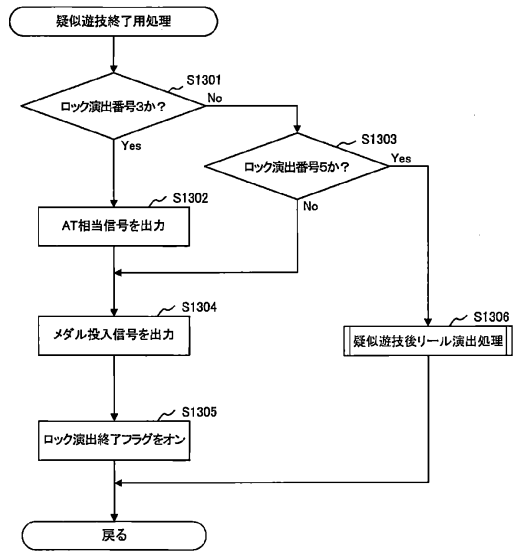 疑似遊技終了用処理
S1301
ロック演出番号3か?
No
Yes
S1303
ロック演出番号5か?
Yes
No
S1302
AT相当信号を出力
S1304
メダル投入信号を出力
S1306
疑似遊技後リール演出処理
S1305
ロック演出終了フラグをオン
戻る